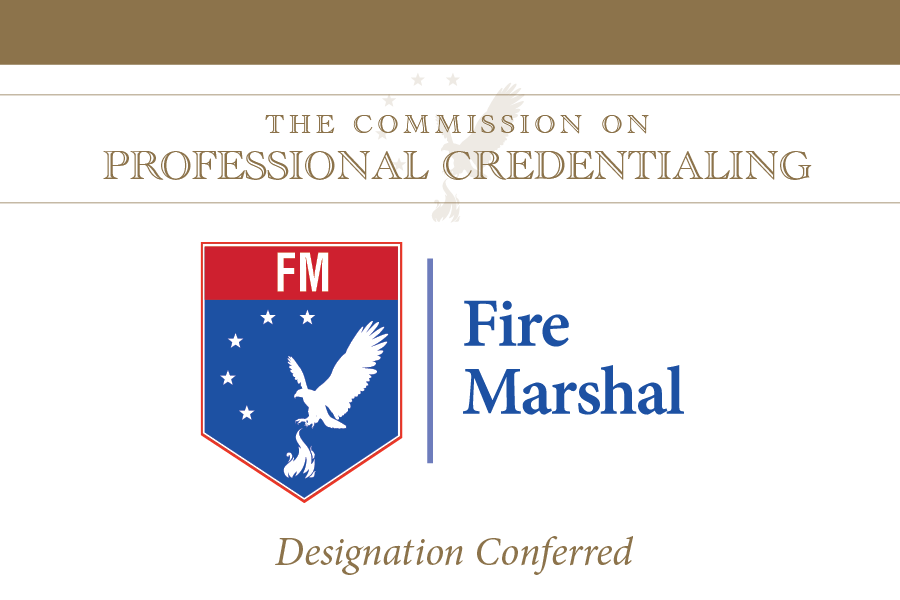 THE COMMISSION ON
PROFESSIONAL CREDENTIALING
FM
Fire
Marshal
Designation Conferred